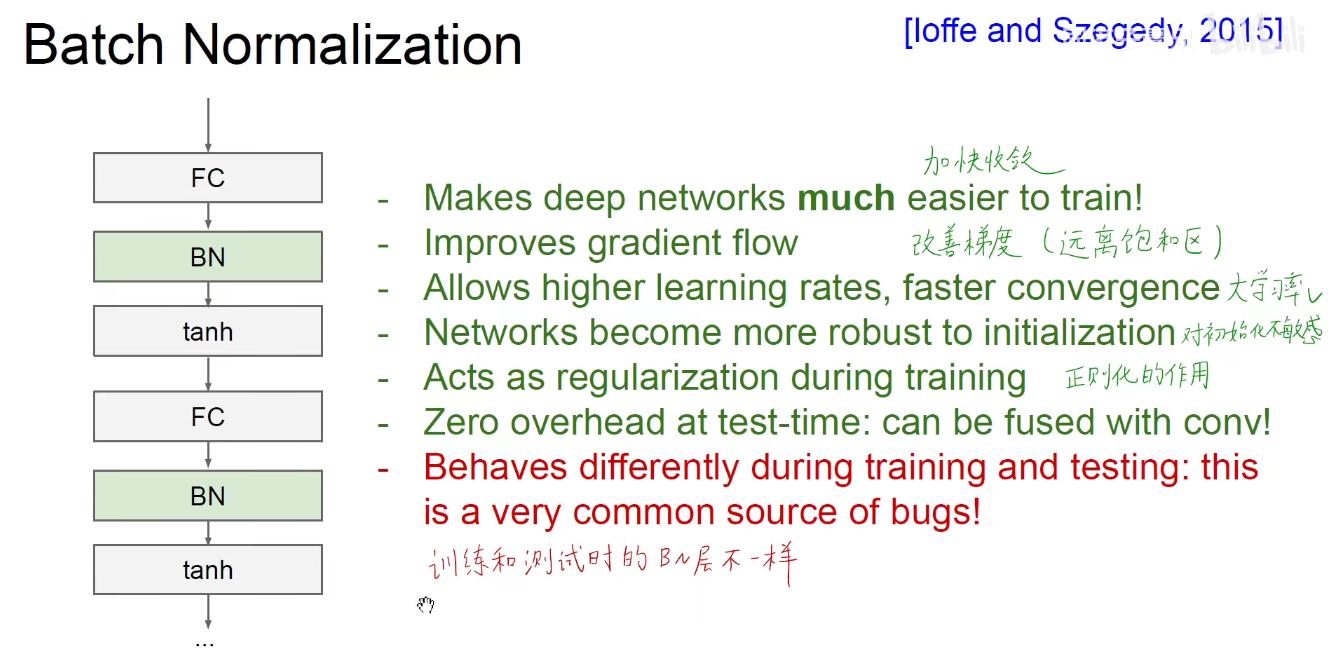 Batch Normalization
[Ioffe and Szegedy, 2015]
bilibili
FC
BN
tanh
FC
BN
tanh
...
加快收敛
- Makes deep networks much easier to train!
- Improves gradient flow 改善梯度（远离饱和区）
- Allows higher learning rates, faster convergence 大学习率✓
- Networks become more robust to initialization 对初始化不敏感
- Acts as regularization during training 正则化的作用
- Zero overhead at test-time: can be fused with conv!
- Behaves differently during training and testing: this
is a very common source of bugs!
训练和测试时的BN层不一样